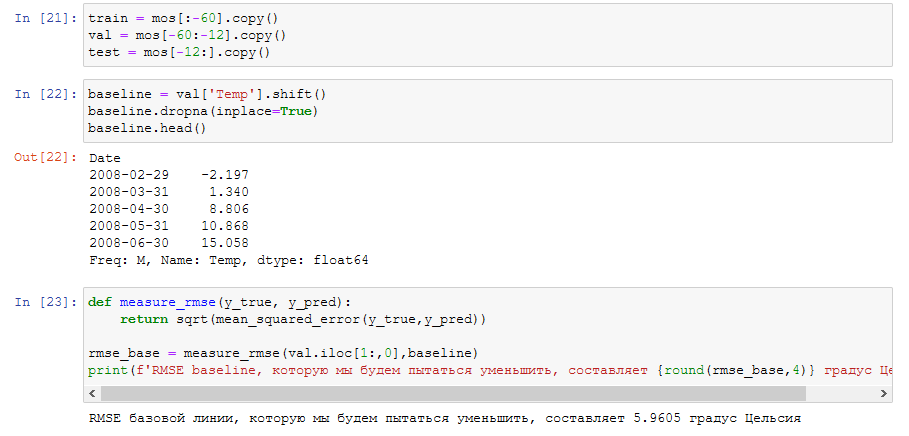 In [21]: train = mos[:-60].copy()
val = mos[-60:-12].copy()
test = mos[-12:].copy()
In [22]: baseline = val['Temp'].shift()
baseline.dropna(inplace=True)
baseline.head()
Out[22]: Date
2008-02-29    -2.197
2008-03-31     1.340
2008-04-30     8.806
2008-05-31    10.868
2008-06-30    15.058
Freq: M, Name: Temp, dtype: float64
In [23]: def measure_rmse(y_true, y_pred):
    return sqrt(mean_squared_error(y_true,y_pred))
rmse_base = measure_rmse(val.iloc[1:,0],baseline)
print(f'RMSE baseline, которую мы будем пытаться уменьшить, составляет {round(rmse_base,4)} градус Це
RMSE базовой линии, которую мы будем пытаться уменьшить, составляет 5.9605 градус Цельсия